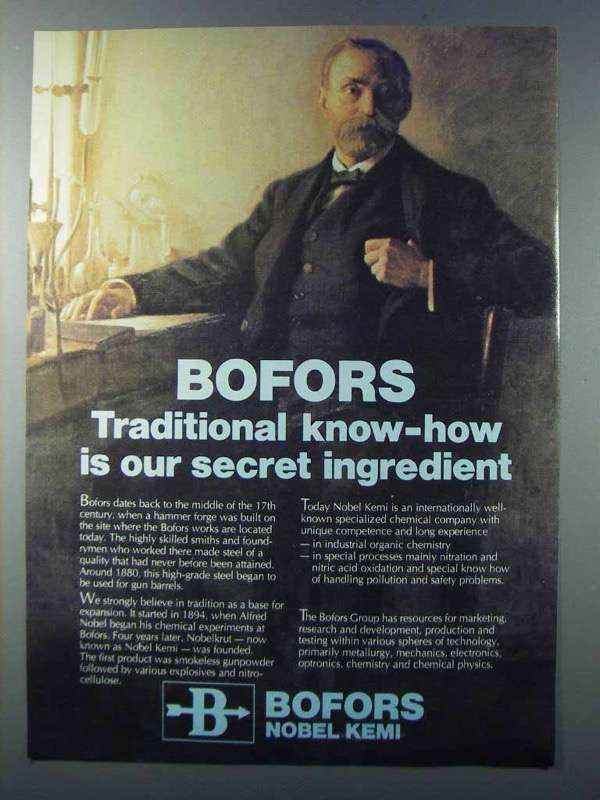 BOFORS
Traditional know-how
is our secret ingredient
Bofors dates back to the middle of the 17th
century, when a hammer forge was built on
the site where the Bofors works are located
today. The highly skilled smiths and found-
rymen who worked there made steel of a
quality that had never before been attained.
Around 1880, this high-grade steel began to
be used for gun barrels.
We strongly believe in tradition as a base for
expansion. It started in 1894, when Alfred
Nobel began his chemical experiments at
Bofors. Four years later, Nobelkrut — now
known as Nobel Kemi — was founded.
The first product was smokeless gunpowder
followed by various explosives and nitro-
cellulose.
Today Nobel Kemi is an internationally well-
known specialized chemical company with
unique competence and long experience
— in industrial organic chemistry
— in special processes mainly nitration and
nitric acid oxidation and special know how
of handling pollution and safety problems.
The Bofors Group has resources for marketing,
research and development, production and
testing within various spheres of technology,
primarily metallurgy, mechanics, electronics,
optronics, chemistry and chemical physics.
B
BOFORS
NOBEL KEMI